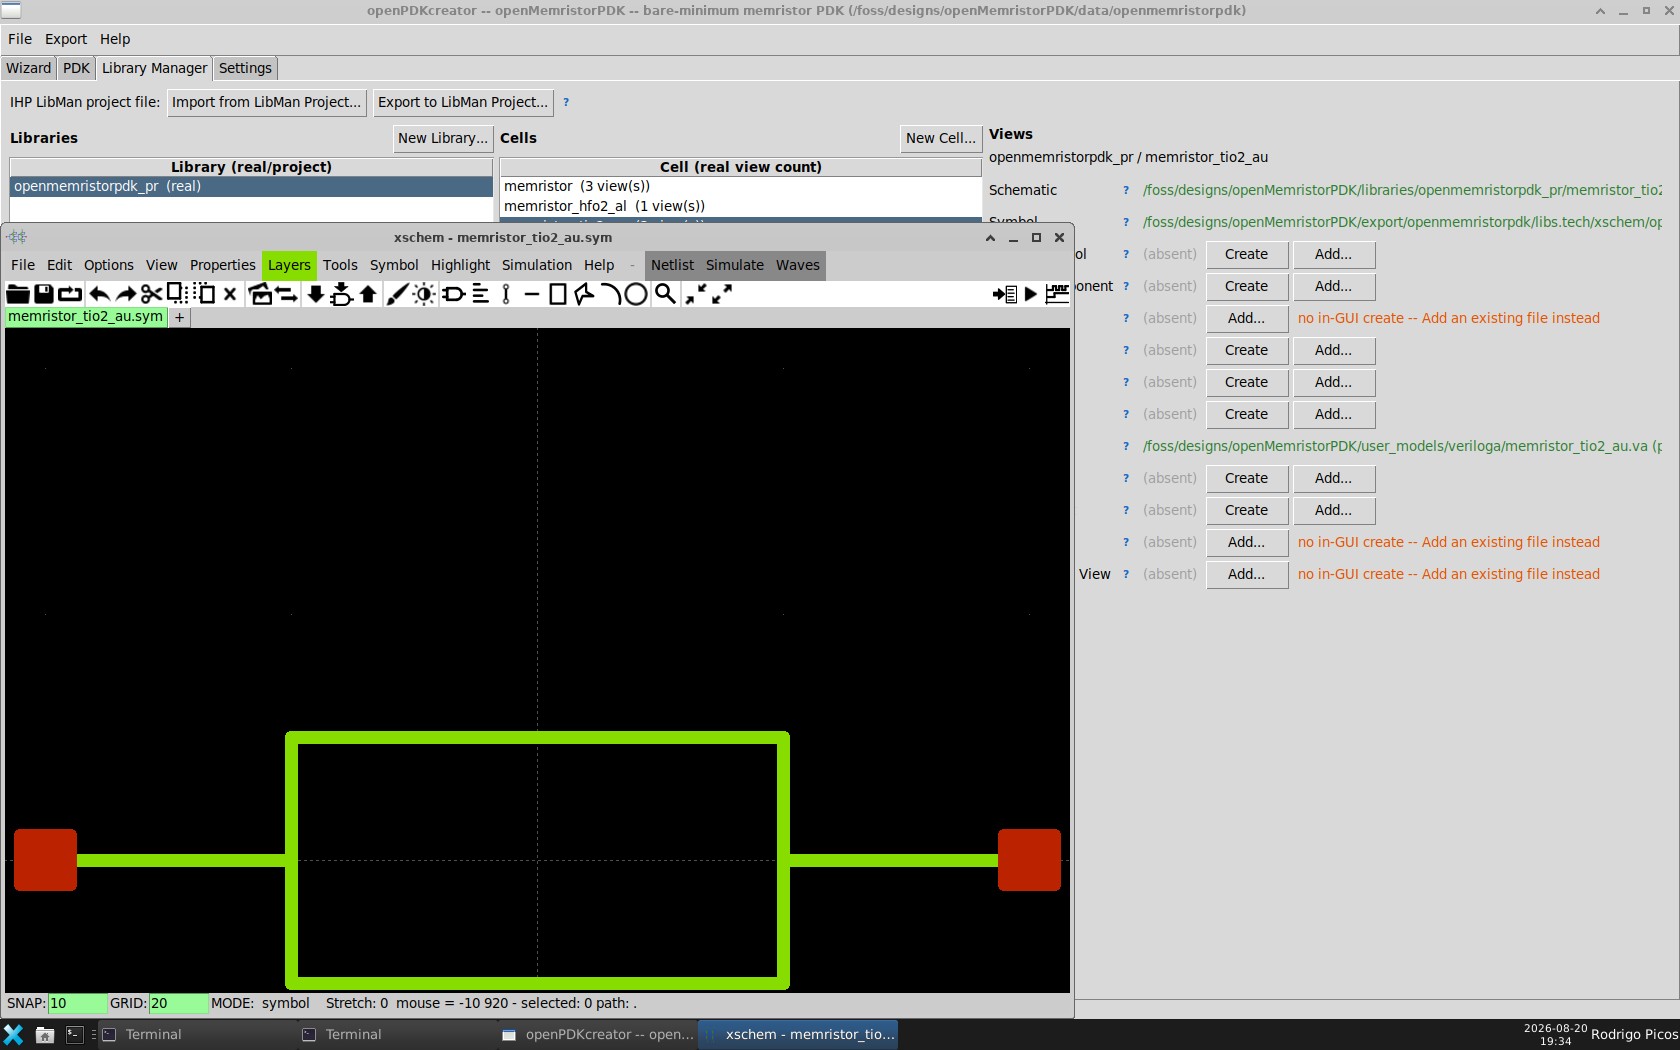 openPDKcreator -- openMemristorPDK -- bare-minimum memristor PDK (/foss/designs/openMemristorPDK/data/openmemristorpdk)
File Export Help
Wizard PDK Library Manager Settings
IHP LibMan project file: Import from LibMan Project... Export to LibMan Project... ?
Libraries New Library... Cells New Cell... Views
openmemristorpdk_pr / memristor_tio2_au
Library (real/project) Cell (real view count)
openmemristorpdk_pr (real) memristor (3 view(s))
Schematic ? /foss/designs/openMemristorPDK/libraries/openmemristorpdk_pr/memristor_tio2
memristor_hfo2_al (1 view(s))
Symbol ? /foss/designs/openMemristorPDK/export/openmemristorpdk/libs.tech/xschem/op
xschem - memristor_tio2_au.sym
ol ? (absent) Create Add...
File Edit Options View Properties Layers Tools Symbol Highlight Simulation Help - Netlist Simulate Waves
onent ? (absent) Create Add...
memristor_tio2_au.sym +
? (absent) Add... no in-GUI create -- Add an existing file instead
? (absent) Create Add...
? (absent) Create Add...
? (absent) Create Add...
? /foss/designs/openMemristorPDK/user_models/veriloga/memristor_tio2_au.va (p
? (absent) Create Add...
? (absent) Create Add...
? (absent) Add... no in-GUI create -- Add an existing file instead
View ? (absent) Add... no in-GUI create -- Add an existing file instead
SNAP: 10 GRID: 20 MODE: symbol Stretch: 0 mouse = -10 920 - selected: 0 path: .
Terminal Terminal openPDKcreator -- open... xschem - memristor_tio... 2026-08-20 Rodrigo Picos
19:34